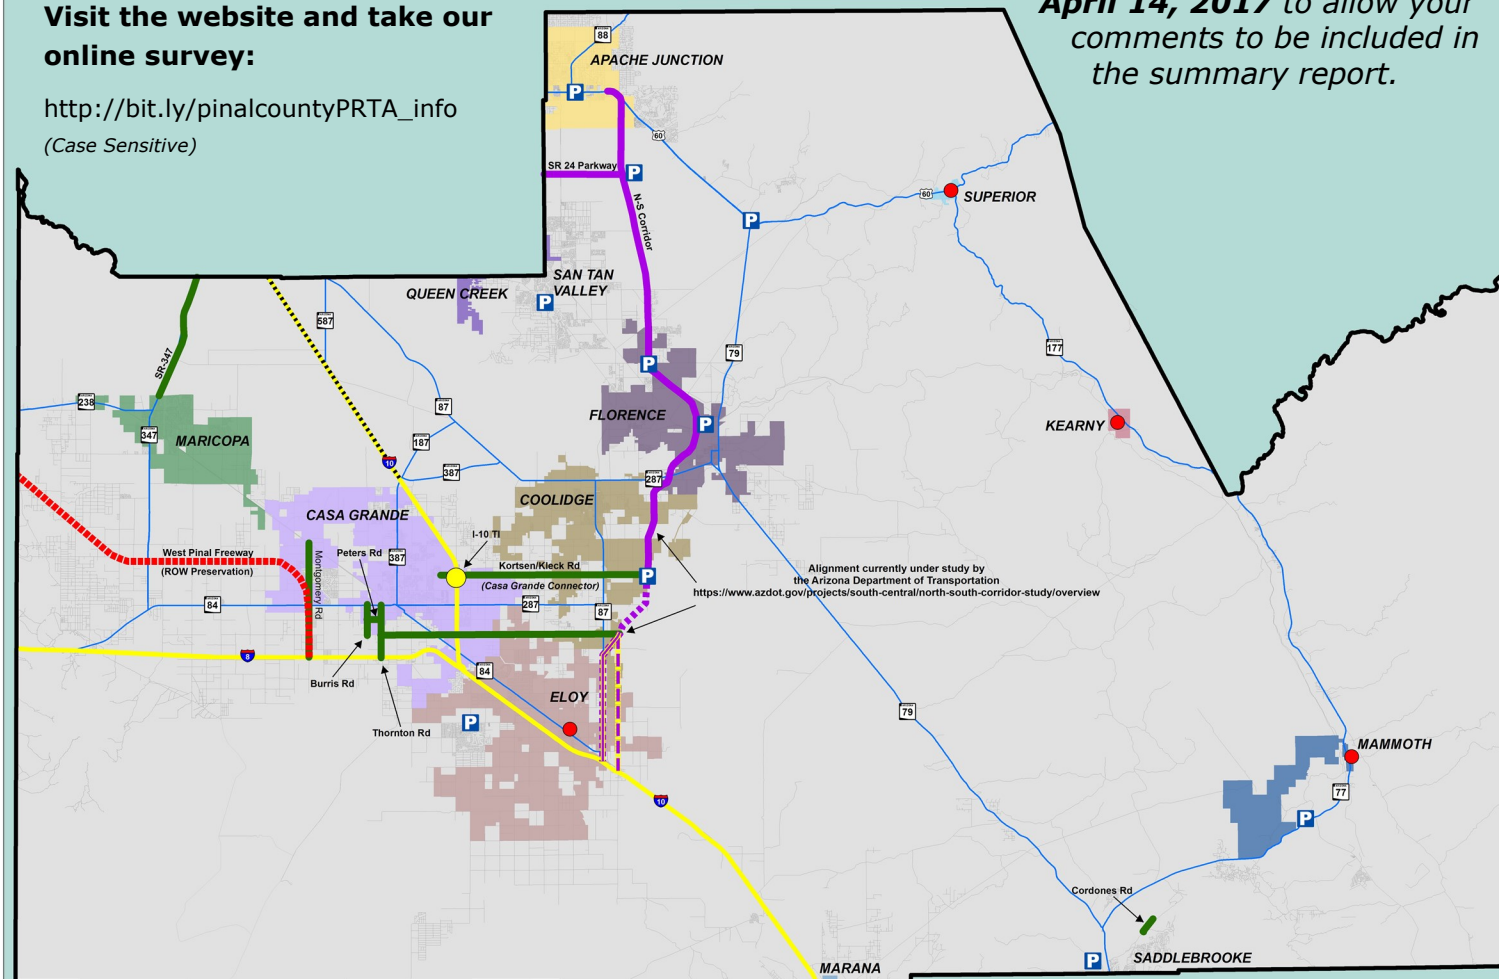 Visit the website and take our
online survey:
http://bit.ly/pinalcountyPRTA_info
(Case Sensitive)
April 14, 2017 to allow your
comments to be included in
the summary report.
88
APACHE JUNCTION
P
60
SR 24 Parkway
P
N-S Corridor
60
SUPERIOR
P
SAN TAN
VALLEY
QUEEN CREEK
P
587
SR-347
79
177
P
238
87
347
MARICOPA
187
FLORENCE
P
KEARNY
10
387
287
COOLIDGE
CASA GRANDE
I-10 TI
West Pinal Freeway
(ROW Preservation)
Montgomery Rd
Peters Rd
387
Kortsen/Kleck Rd
(Casa Grande Connector)
P
Alignment currently under study by
the Arizona Department of Transportation
https://www.azdot.gov/projects/south-central/north-south-corridor-study/overview
84
287
87
8
84
Burris Rd
ELOY
79
Thornton Rd
P
MAMMOTH
10
77
P
Cordones Rd
MARANA
P
SADDLEBROOKE